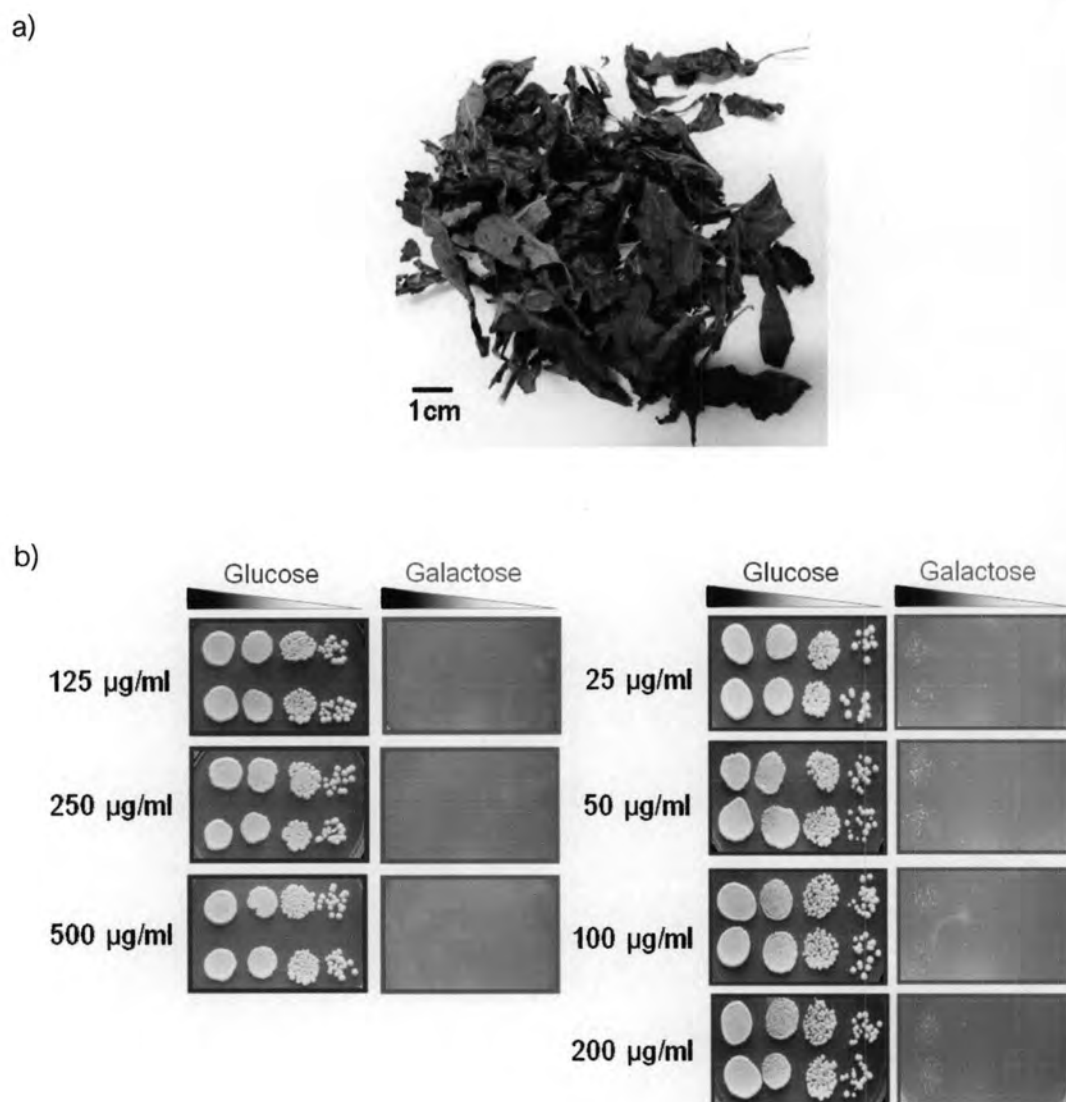 a)
1cm
b)
Glucose Galactose
125 µg/ml
250 µg/ml
500 µg/ml
Glucose Galactose
25 µg/ml
50 µg/ml
100 µg/ml
200 µg/ml